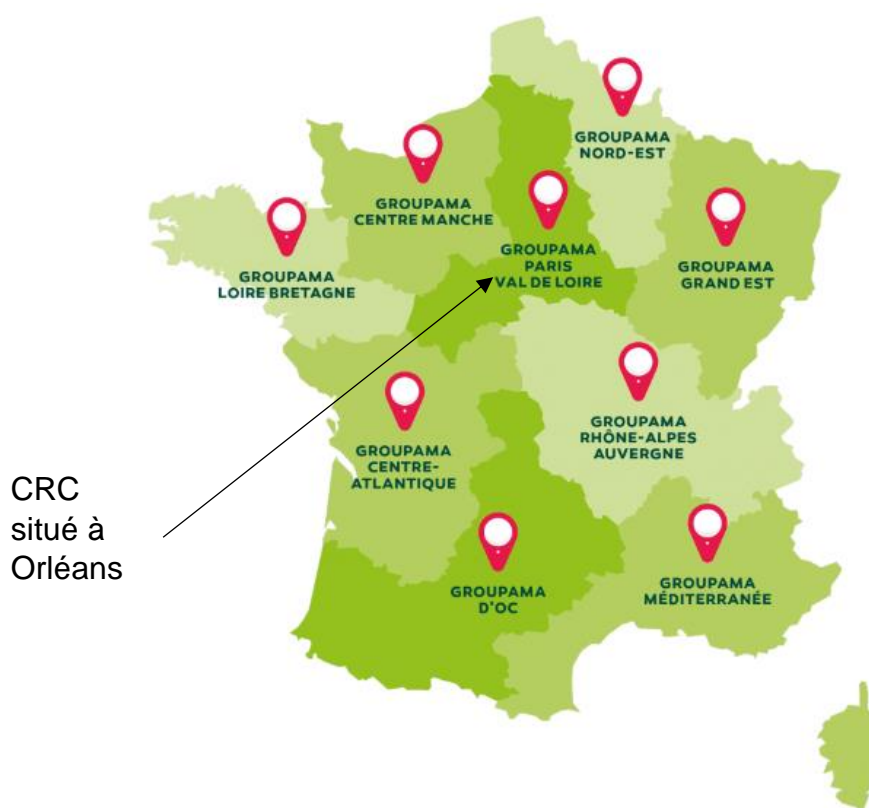 GROUPAMA
NORD-EST
GROUPAMA
CENTRE MANCHE
GROUPAMA
PARIS
VAL DE LOIRE
GROUPAMA
GRAND EST
GROUPAMA
LOIRE BRETAGNE
GROUPAMA
RHÔNE-ALPES
AUVERGNE
GROUPAMA
CENTRE-
ATLANTIQUE
CRC
situé à
Orléans
GROUPAMA
D'OC
GROUPAMA
MÉDITERRANÉE